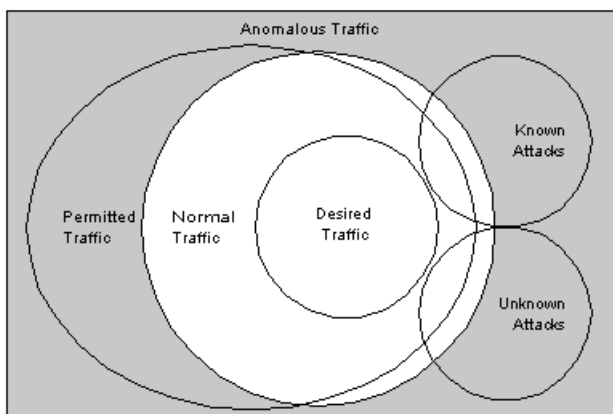 Anomalous Traffic
Known
Attacks
Permitted
Traffic
Normal
Traffic
Desired
Traffic
Unknown
Attacks